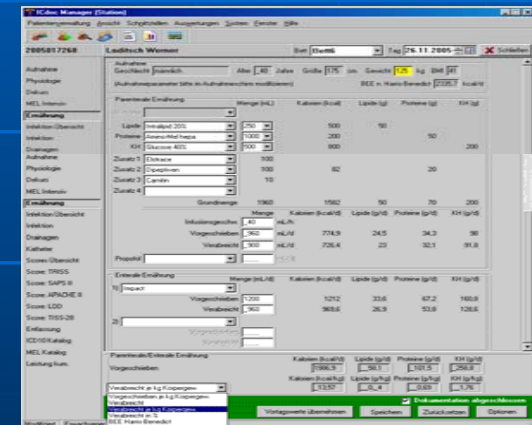 ICdoc Manager [Station]
Patientenverwaltung Ansicht Schnittstellen Auswertungen System Fenster Hilfe
2005817268 Laditsch Werner Bett Bett6 Tag 26.11.2005 Schließen
Aufnahme
Geschlecht männlich Alter 40 Jahre Größe 175 cm Gewicht 125 kg BMI 41
(Aufnahmeparameter bitte im Aufnahmeschirm modifizieren) BEE n. Harris-Benedict 2335,7 kcal/d
Aufnahme
Physiologie
Dekurs
MEL Intensiv
Ernährung
Infektion Übersicht
Infektion
Drainagen
Aufnahme
Physiologie
Dekurs
MEL Intensiv
Ernährung
Infektion Übersicht
Infektion
Drainagen
Katheter
Scores Übersicht
Score: TRISS
Score: SAPS II
Score: APACHE II
Score: LOD
Score: TISS-28
Entlassung
ICD10 Katalog
MEL Katalog
Leistung kum.
Parenterale Ernährung Menge (mL) Kalorien (kcal) Lipide (g) Proteine (g) KH (g)
Lipide Intralipid 20% 250 500 50
Proteine Amino-Mel hepa 1000 200 50
KH Glucose 40% 500 800 200
Zusatz 1 Elotrace 100
Zusatz 2 Dipeptiven 100 82 20
Zusatz 3 Carnitin 10
Zusatz 4
Grundmenge 1960 1582 50 70 200
Menge Kalorien (kcal/d) Lipide (g/d) Proteine (g/d) KH (g/d)
Infusionsgeschw. 40 mL/h
Vorgeschrieben 960 mL/d 774,9 24,5 34,3 98
Verabreicht 900 mL/d 726,4 23 32,1 91,8
Propofol
Enterale Ernährung Menge (mL/d) Kalorien (kcal/d) Lipide (g/d) Proteine (g/d) KH (g/d)
1) Impact
Vorgeschrieben 1200 1212 33,6 67,2 160,8
Verabreicht 960 969,6 26,9 53,8 128,6
2)
Vorgeschrieben
Verabreicht
Parenterale/Enterale Ernährung Kalorien (kcal/d) Lipide (g/d) Proteine (g/d) KH (g/d)
Vorgeschrieben 1986,9 58,1 101,5 258,8
Kalorien (kcal/kg) Lipide (g/kg) Proteine (g/kg) KH (g/kg)
Verabreicht je kg Körpergew. 13,57 0,4 0,69 1,76
Vorgeschrieben je kg Körpergew.
Verabreicht
Verabreicht je kg Körpergew.
Verabreicht in %
BEE Harris-Benedict
Dokumentation abgeschlossen
Vortagswerte übernehmen Speichern Zurücksetzen Optionen